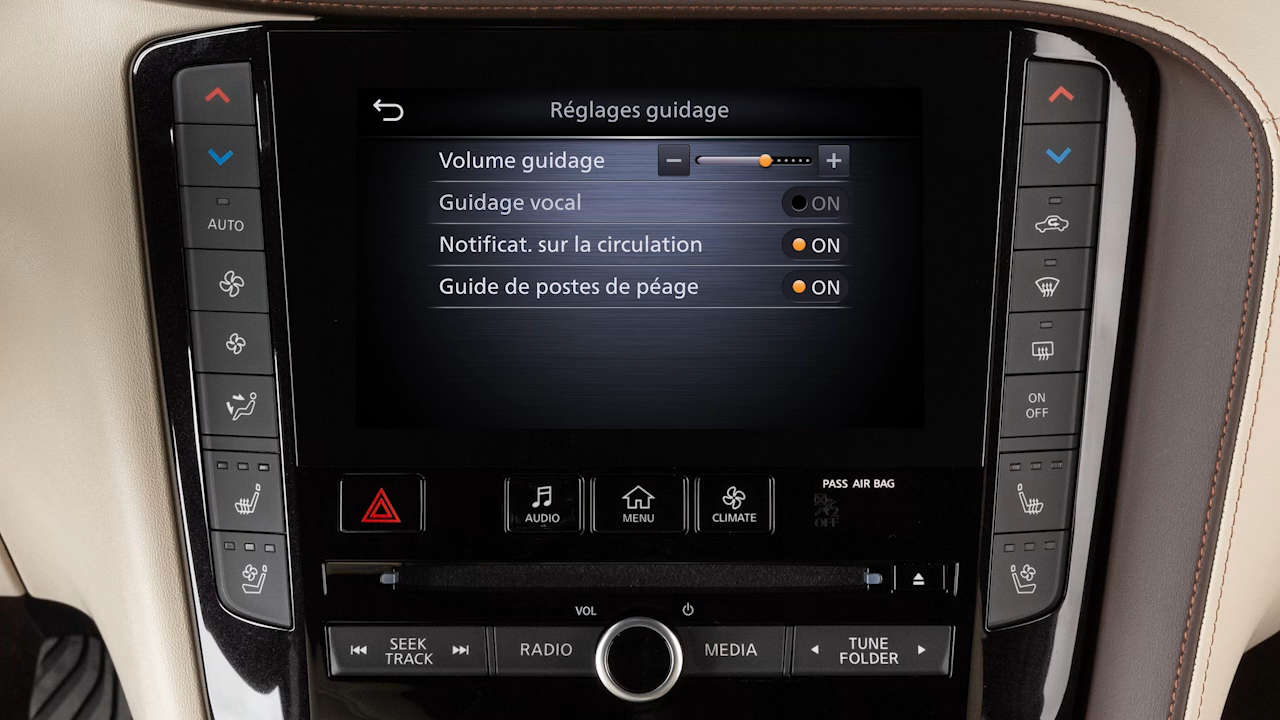 Réglages guidage
Volume guidage
Guidage vocal ON
Notificat. sur la circulation ON
Guide de postes de péage ON
AUTO
ON
OFF
PASS AIR BAG
OFF
AUDIO
MENU
CLIMATE
VOL
SEEK
TRACK
RADIO
MEDIA
TUNE
FOLDER